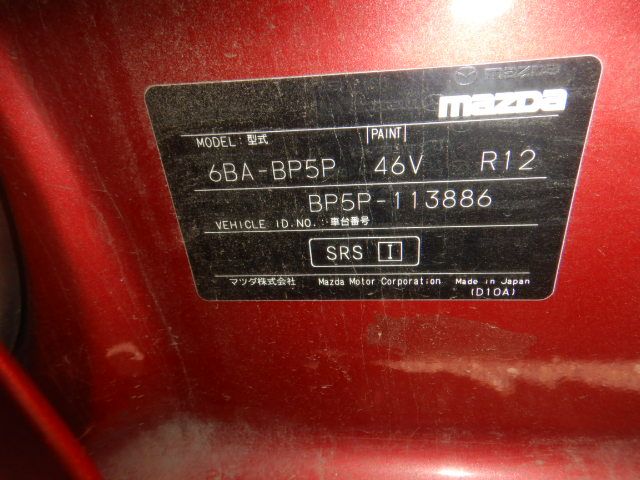 mazda
MODEL: 型式 PAINT
6BA-BP5P 46V R12
BP5P-113886
VEHICLE ID.NO. : 車台番号
SRS I
マツダ株式会社 Mazda Motor Corporation Made in Japan
(D10A)